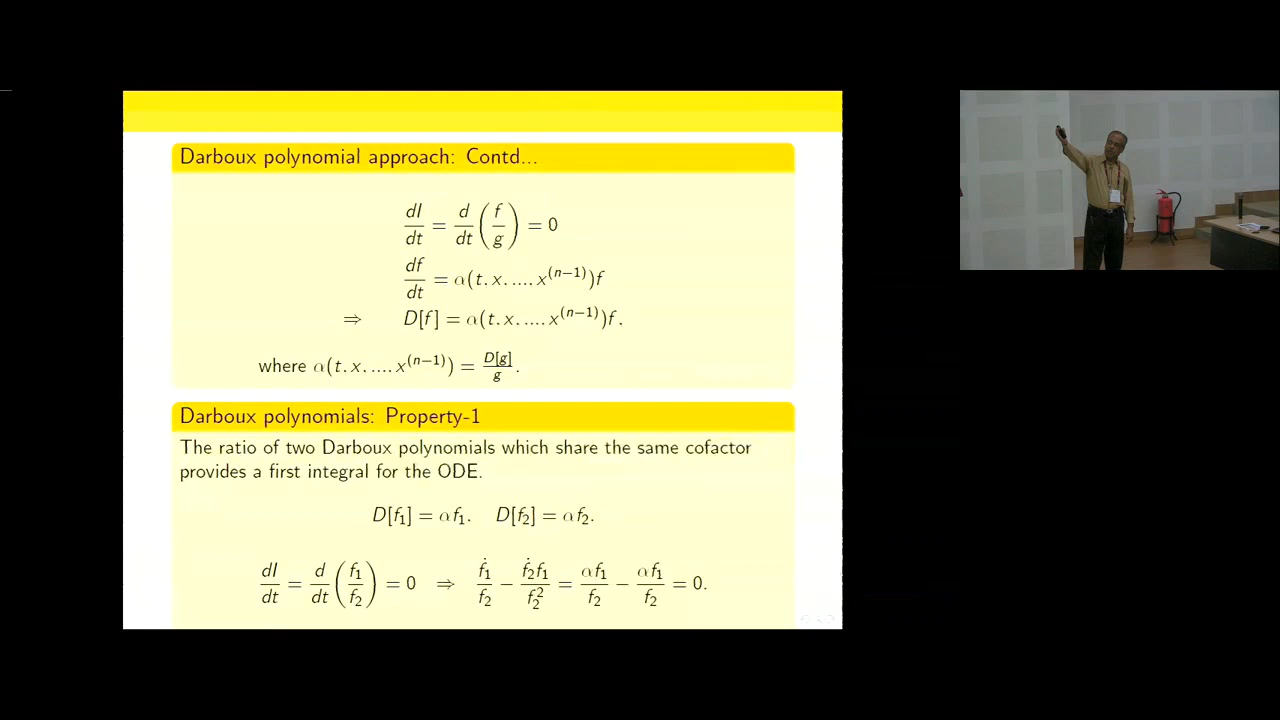 Darboux polynomial approach: Contd...
dI/dt = d/dt (f/g) = 0
df/dt = α(t, x, ..., x^(n−1))f
⇒ D[f] = α(t, x, ..., x^(n−1))f.
where α(t, x, ..., x^(n−1)) = D[g]/g.
Darboux polynomials: Property-1
The ratio of two Darboux polynomials which share the same cofactor
provides a first integral for the ODE.
D[f₁] = αf₁, D[f₂] = αf₂.
dI/dt = d/dt (f₁/f₂) = 0 ⇒ ḟ₁/f₂ − ḟ₂f₁/f₂² = αf₁/f₂ − αf₁/f₂ = 0.